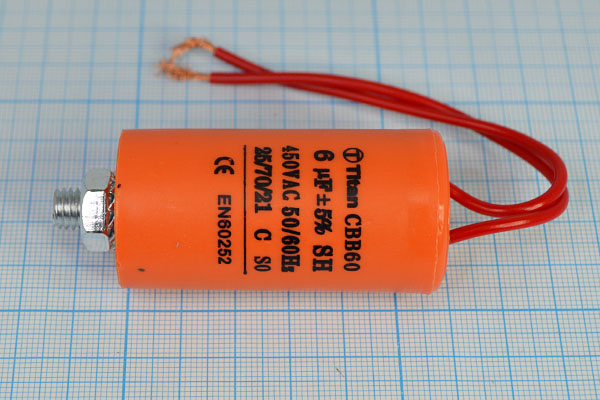 Titan CBB60
6 µF ± 5% SH
450VAC 50/60Hz
25/70/21 C S0
CE EN60252